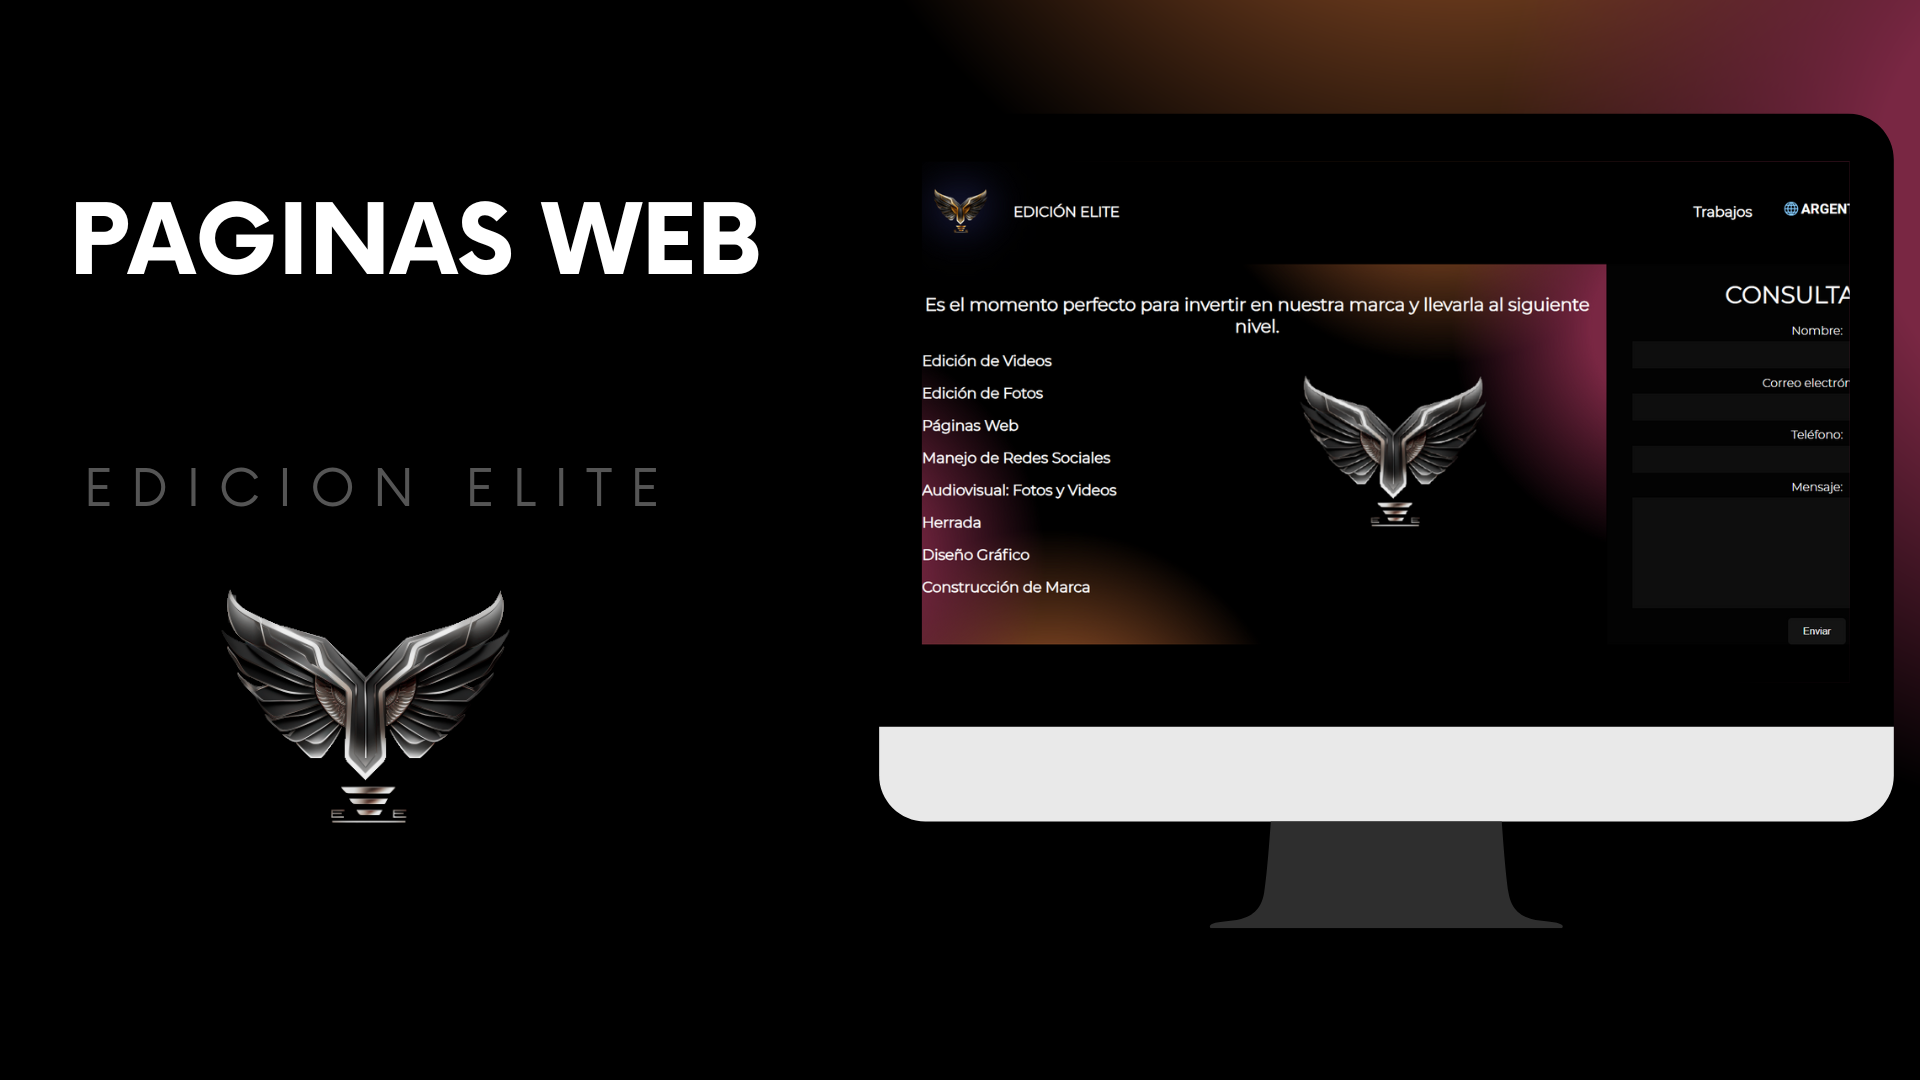 PAGINAS WEB
EDICION ELITE
E E
EDICIÓN ELITE
Trabajos
ARGENT
Es el momento perfecto para invertir en nuestra marca y llevarla al siguiente
nivel.
Edición de Videos
Edición de Fotos
Páginas Web
Manejo de Redes Sociales
Audiovisual: Fotos y Videos
Herrada
Diseño Gráfico
Construcción de Marca
E E
CONSULTA
Nombre:
Correo electrón
Teléfono:
Mensaje:
Enviar